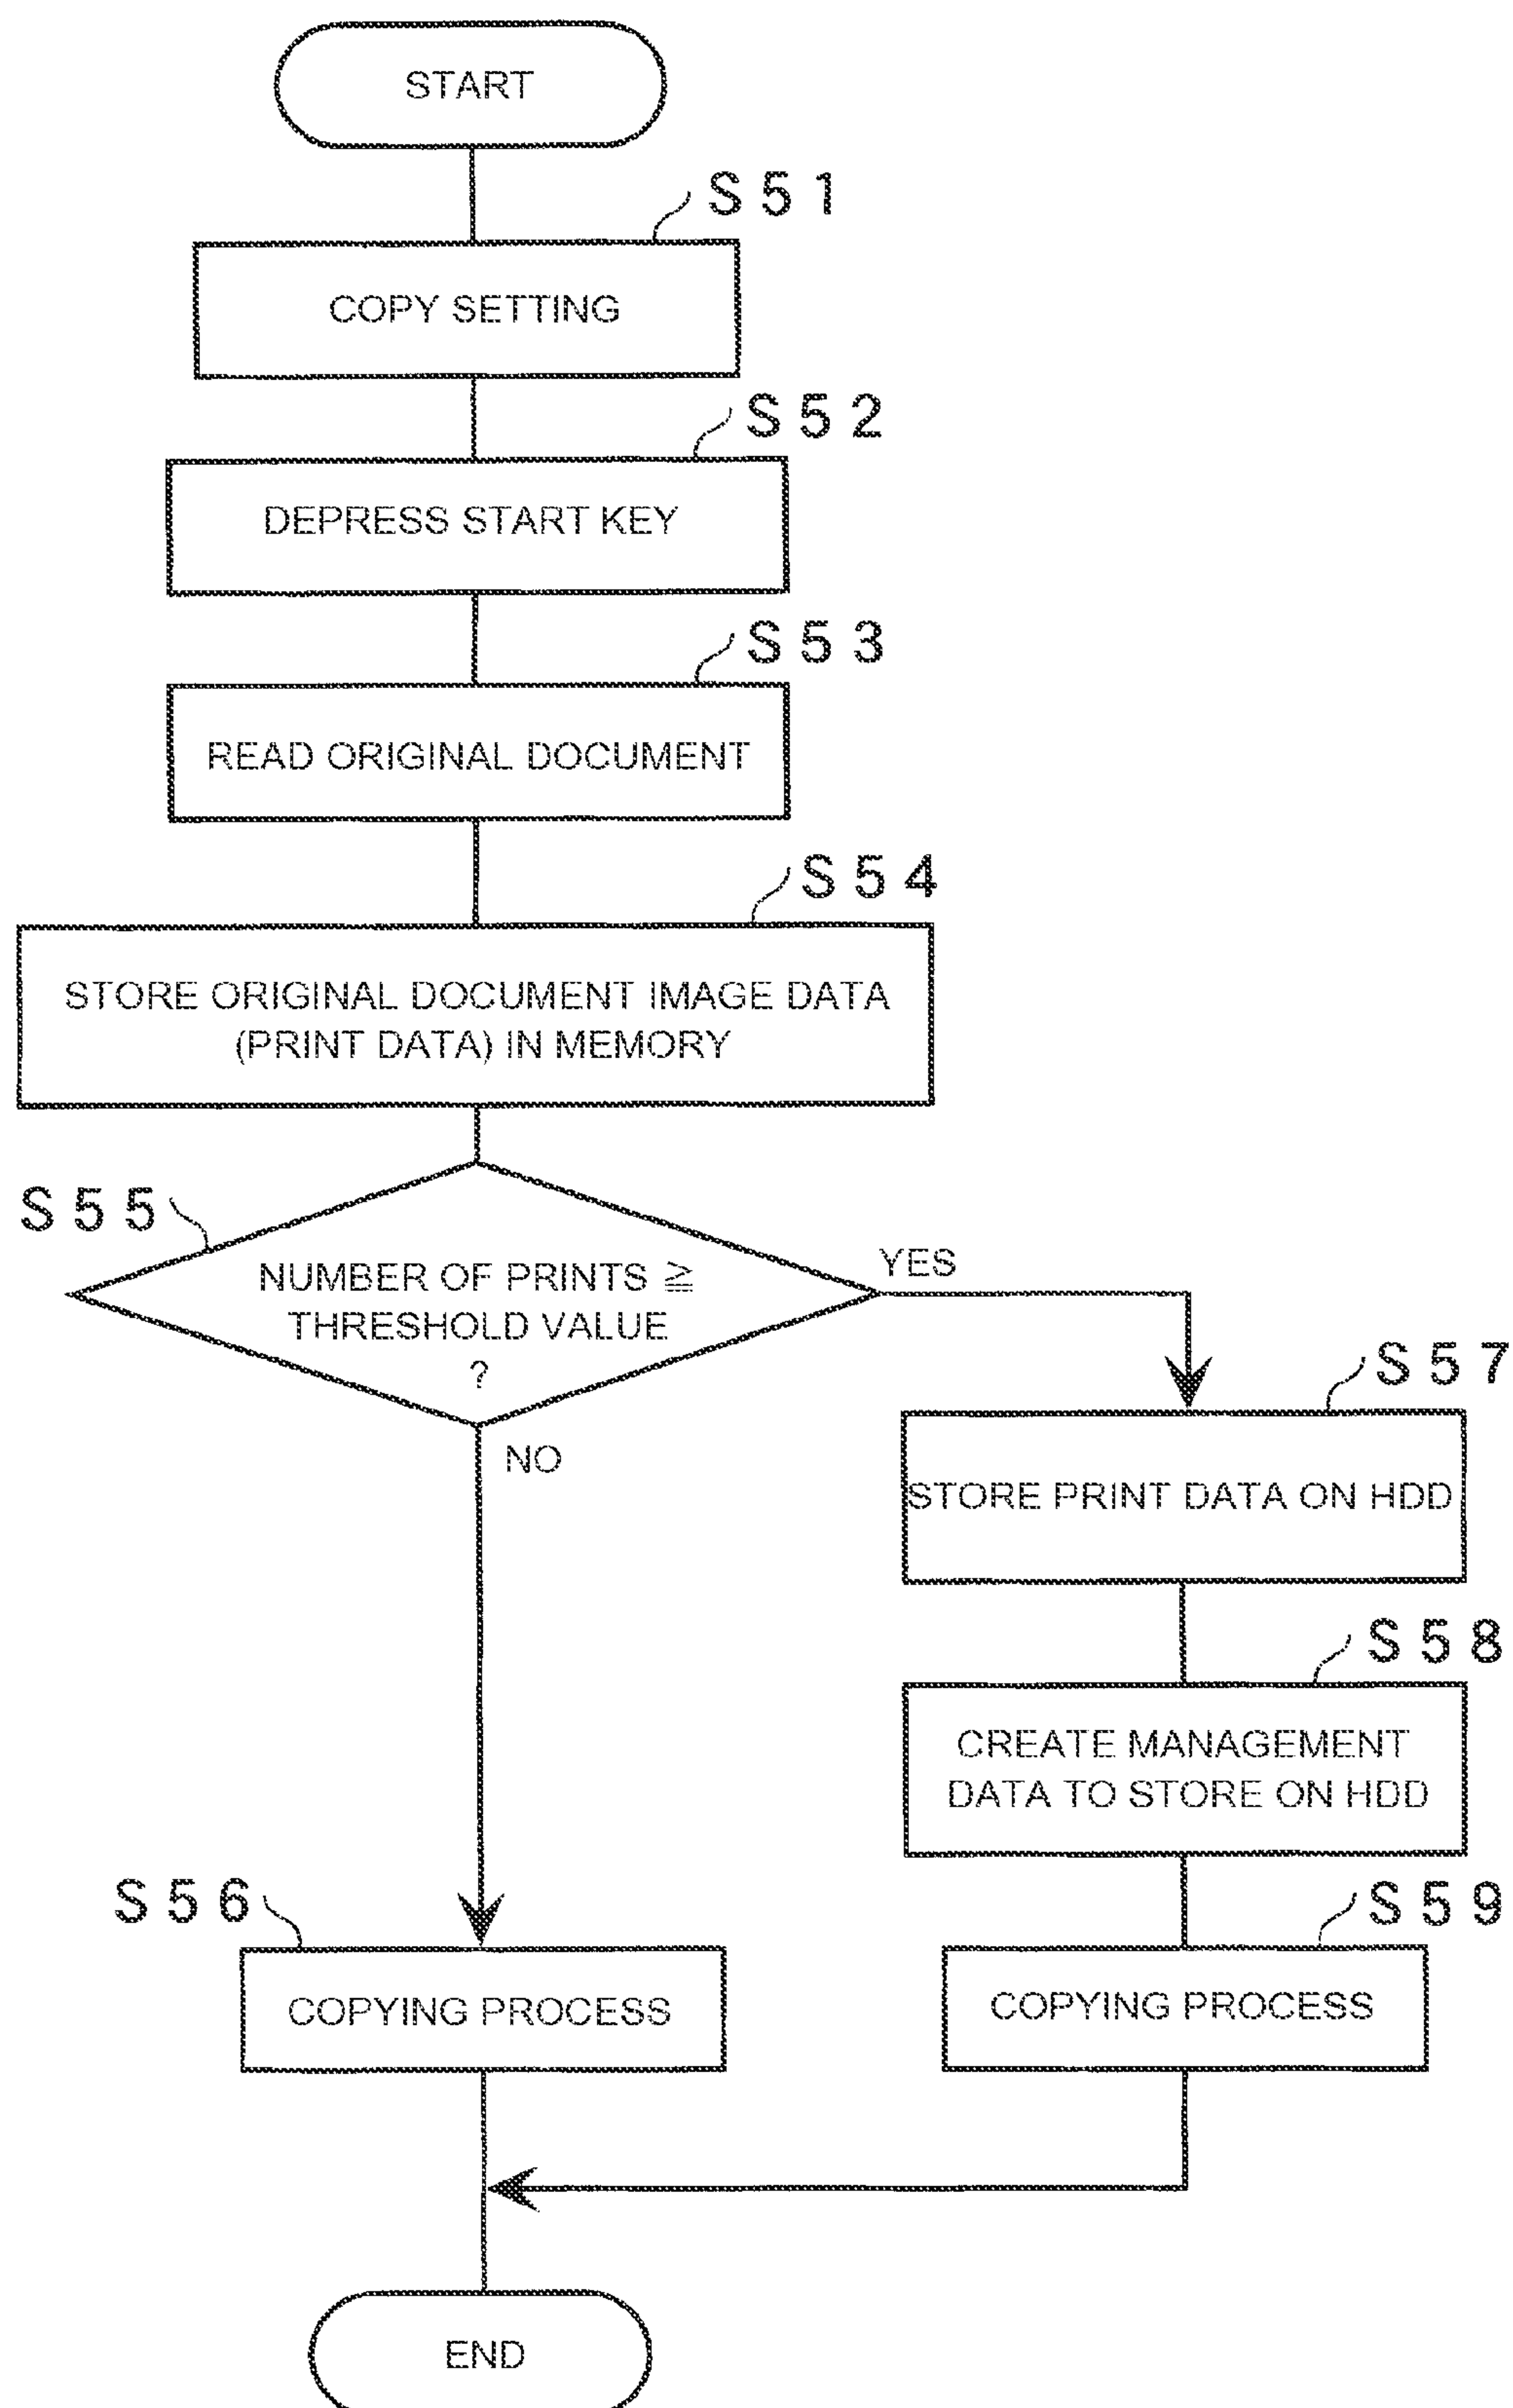 START
S51
COPY SETTING
S52
DEPRESS START KEY
S53
READ ORIGINAL DOCUMENT
S54
STORE ORIGINAL DOCUMENT IMAGE DATA
(PRINT DATA) IN MEMORY
S55
NUMBER OF PRINTS ≧
THRESHOLD VALUE
?
YES
NO
S57
STORE PRINT DATA ON HDD
S58
CREATE MANAGEMENT
DATA TO STORE ON HDD
S56
COPYING PROCESS
S59
COPYING PROCESS
END